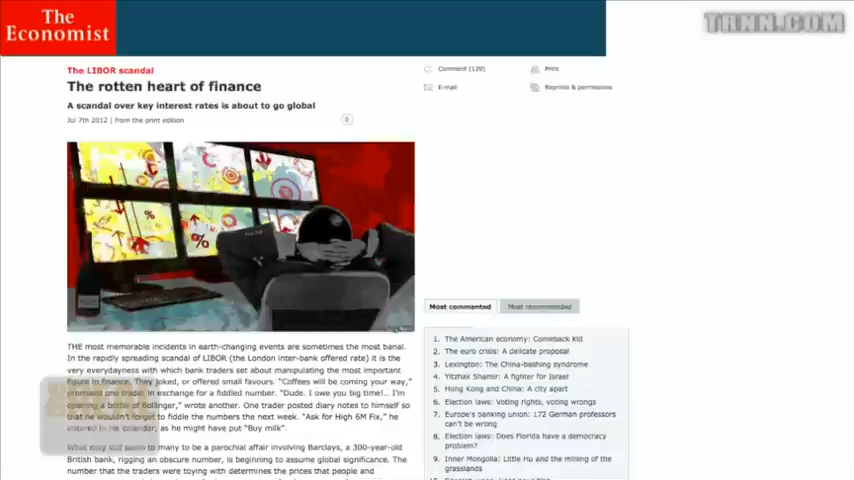 The
Economist
TRNN.COM
The LIBOR scandal
The rotten heart of finance
A scandal over key interest rates is about to go global
Jul 7th 2012 | from the print edition
0
Comment (139)
Print
E-mail
Reprints & permissions
%
%
THE most memorable incidents in earth-changing events are sometimes the most banal.
In the rapidly spreading scandal of LIBOR (the London inter-bank offered rate) it is the
very everydayness with which bank traders set about manipulating the most important
figure in finance. They joked, or offered small favours. "Coffees will be coming your way,"
promised one trader in exchange for a fiddled number. "Dude. I owe you big time!... I'm
opening a bottle of Bollinger," wrote another. One trader posted diary notes to himself so
that he wouldn't forget to fiddle the numbers the next week. "Ask for High 6M Fix," he
entered in his calendar, as he might have put "Buy milk".
What may still seem to many to be a parochial affair involving Barclays, a 300-year-old
British bank, rigging an obscure number, is beginning to assume global significance. The
number that the traders were toying with determines the prices that people and
Most commented
Most recommended
1. The American economy: Comeback kid
2. The euro crisis: A delicate proposal
3. Lexington: The China-bashing syndrome
4. Yitzhak Shamir: A fighter for Israel
5. Hong Kong and China: A city apart
6. Election laws: Voting rights, voting wrongs
7. Europe's banking union: 172 German professors
can't be wrong
8. Election laws: Does Florida have a democracy
problem?
9. Inner Mongolia: Little Hu and the mining of the
grasslands